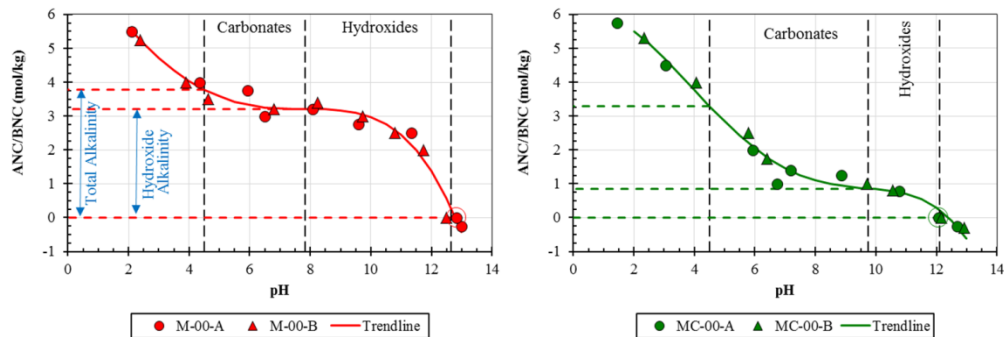 Carbonates
Hydroxides
6
5
4
3
2
1
0
-1
ANC/BNC (mol/kg)
Total Alkalinity
Hydroxide
Alkalinity
0
2
4
6
8
10
12
14
pH
M-00-A
M-00-B
Trendline
Carbonates
Hydroxides
6
5
4
3
2
1
0
-1
ANC/BNC (mol/kg)
0
2
4
6
8
10
12
14
pH
MC-00-A
MC-00-B
Trendline